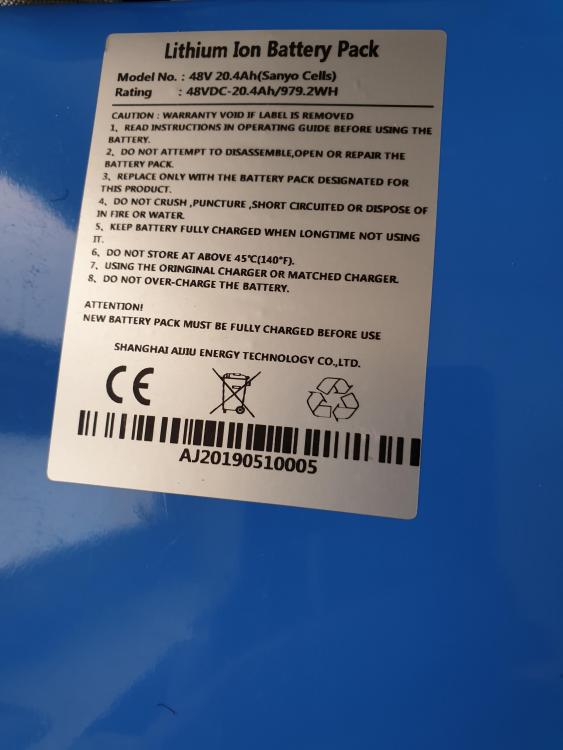 Lithium Ion Battery Pack
Model No. : 48V 20.4Ah(Sanyo Cells)
Rating : 48VDC-20.4Ah/979.2WH
CAUTION : WARRANTY VOID IF LABEL IS REMOVED
1、READ INSTRUCTIONS IN OPERATING GUIDE BEFORE USING THE
BATTERY.
2、DO NOT ATTEMPT TO DISASSEMBLE,OPEN OR REPAIR THE
BATTERY PACK.
3、REPLACE ONLY WITH THE BATTERY PACK DESIGNATED FOR
THIS PRODUCT.
4、DO NOT CRUSH ,PUNCTURE ,SHORT CIRCUITED OR DISPOSE OF
IN FIRE OR WATER.
5、KEEP BATTERY FULLY CHARGED WHEN LONGTIME NOT USING
IT.
6、DO NOT STORE AT ABOVE 45℃(140°F).
7、USING THE ORINGINAL CHARGER OR MATCHED CHARGER.
8、DO NOT OVER-CHARGE THE BATTERY.
ATTENTION!
NEW BATTERY PACK MUST BE FULLY CHARGED BEFORE USE
SHANGHAI AIJIU ENERGY TECHNOLOGY CO.,LTD.
CE
AJ20190510005